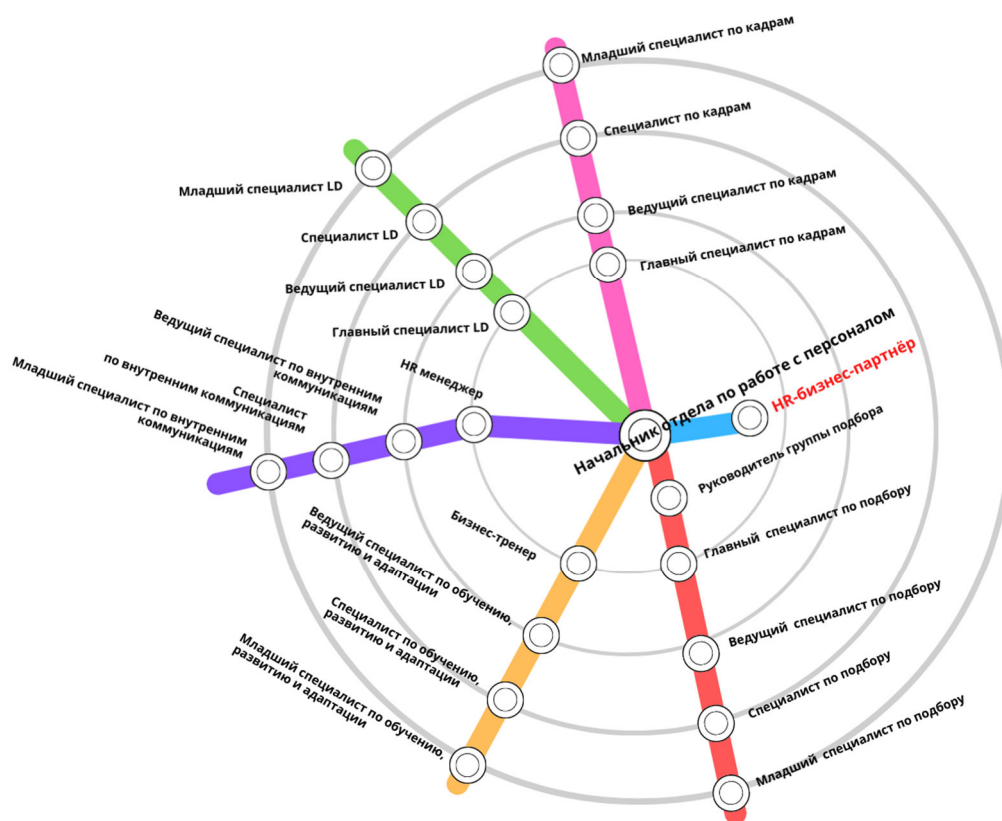 Младший специалист по кадрам
Специалист по кадрам
Ведущий специалист по кадрам
Главный специалист по кадрам
Младший специалист LD
Специалист LD
Ведущий специалист LD
Главный специалист LD
Начальник отдела по работе с персоналом
HR-бизнес-партнёр
HR менеджер
Ведущий специалист по внутренним
коммуникациям
Специалист
по внутренним коммуникациям
Младший специалист по внутренним
коммуникациям
Руководитель группы подбора
Главный специалист по подбору
Ведущий специалист по подбору
Специалист по подбору
Младший специалист по подбору
Бизнес-тренер
Ведущий специалист по обучению,
развитию и адаптации
Специалист по обучению,
развитию и адаптации
Младший специалист по обучению,
развитию и адаптации